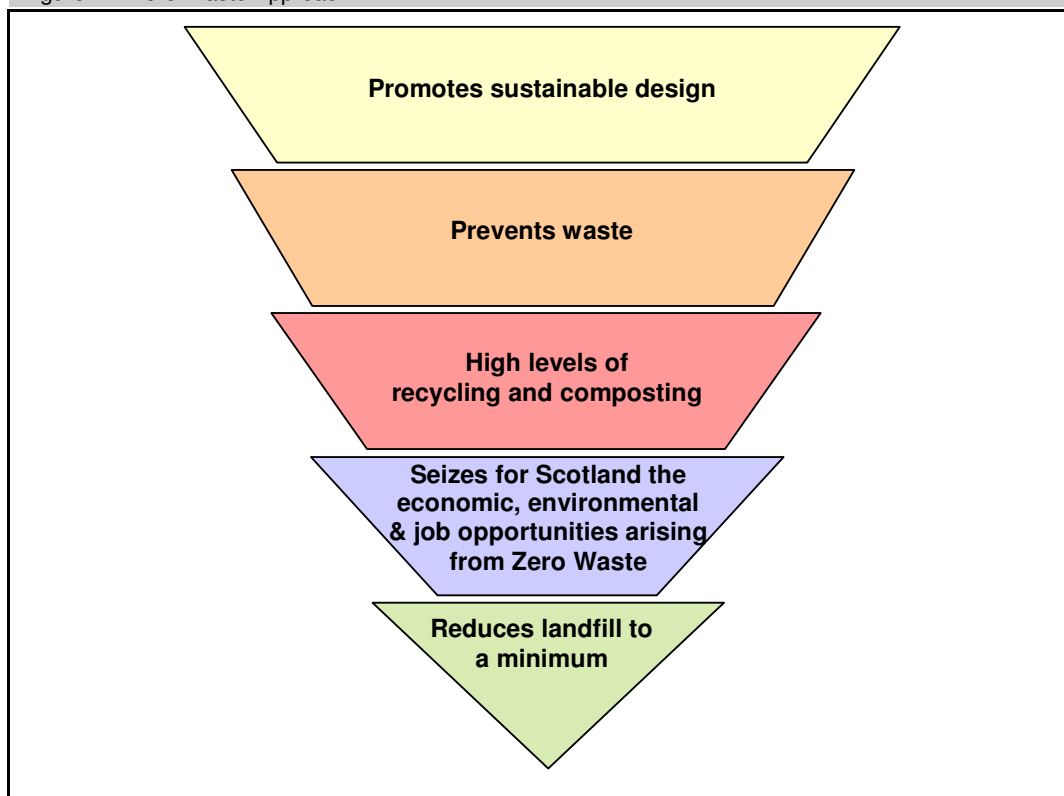 Promotes sustainable design
Prevents waste
High levels of
recycling and composting
Seizes for Scotland the
economic, environmental
& job opportunities arising
from Zero Waste
Reduces landfill to
a minimum